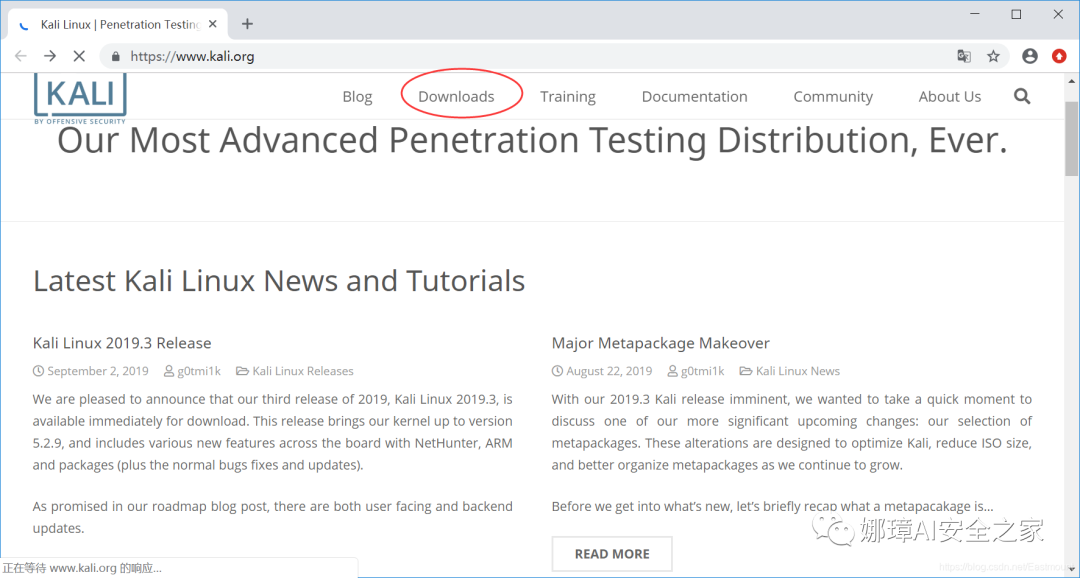 Kali Linux | Penetration Testing
https://www.kali.org
KALI
BY OFFENSIVE SECURITY
Blog Downloads Training Documentation Community About Us
Our Most Advanced Penetration Testing Distribution, Ever.
Latest Kali Linux News and Tutorials
Kali Linux 2019.3 Release
September 2, 2019 g0tmi1k Kali Linux Releases
We are pleased to announce that our third release of 2019, Kali Linux 2019.3, is
available immediately for download. This release brings our kernel up to version
5.2.9, and includes various new features across the board with NetHunter, ARM
and packages (plus the normal bugs fixes and updates).
As promised in our roadmap blog post, there are both user facing and backend
updates.
Major Metapackage Makeover
August 22, 2019 g0tmi1k Kali Linux News
With our 2019.3 Kali release imminent, we wanted to take a quick moment to
discuss one of our more significant upcoming changes: our selection of
metapackages. These alterations are designed to optimize Kali, reduce ISO size,
and better organize metapackages as we continue to grow.
Before we get into what's new, let's briefly recap what a metapacakage is...
READ MORE
娜璋AI安全之家
https://blog.csdn.net/Eastmount
正在等待 www.kali.org 的响应...